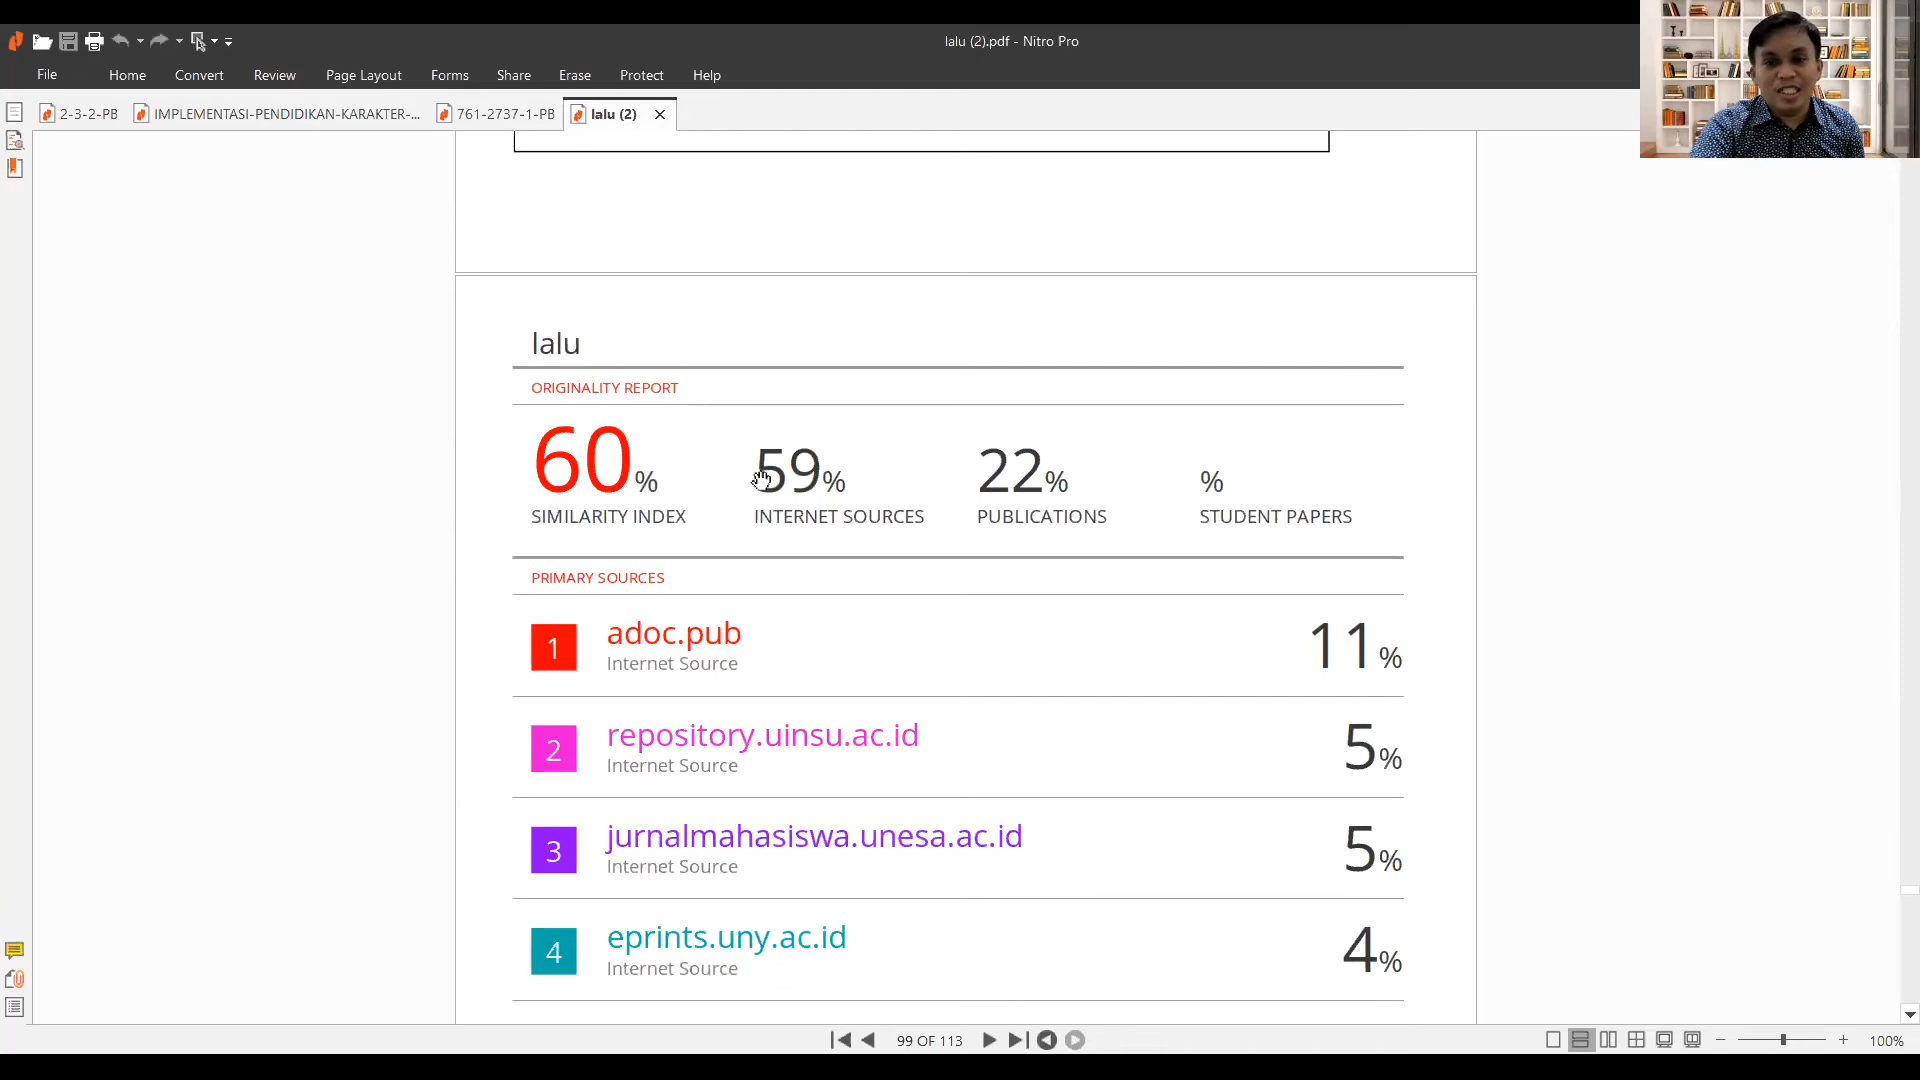 lalu (2).pdf - Nitro Pro
File Home Convert Review Page Layout Forms Share Erase Protect Help
2-3-2-PB IMPLEMENTASI-PENDIDIKAN-KARAKTER-... 761-2737-1-PB lalu (2)
lalu
ORIGINALITY REPORT
60% 59% 22% %
SIMILARITY INDEX INTERNET SOURCES PUBLICATIONS STUDENT PAPERS
PRIMARY SOURCES
1 adoc.pub 11%
Internet Source
2 repository.uinsu.ac.id 5%
Internet Source
3 jurnalmahasiswa.unesa.ac.id 5%
Internet Source
4 eprints.uny.ac.id 4%
Internet Source
99 OF 113 100%